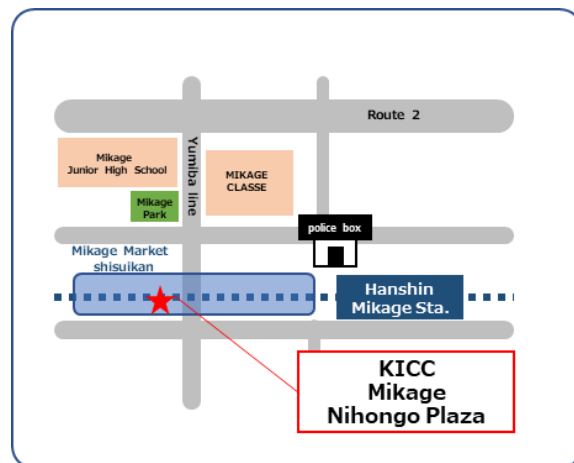 Route 2
Mikage
Junior High School
Yumiba line
MIKAGE
CLASSE
Mikage
Park
police box
Mikage Market
shisuikan
Hanshin
Mikage Sta.
KICC
Mikage
Nihongo Plaza